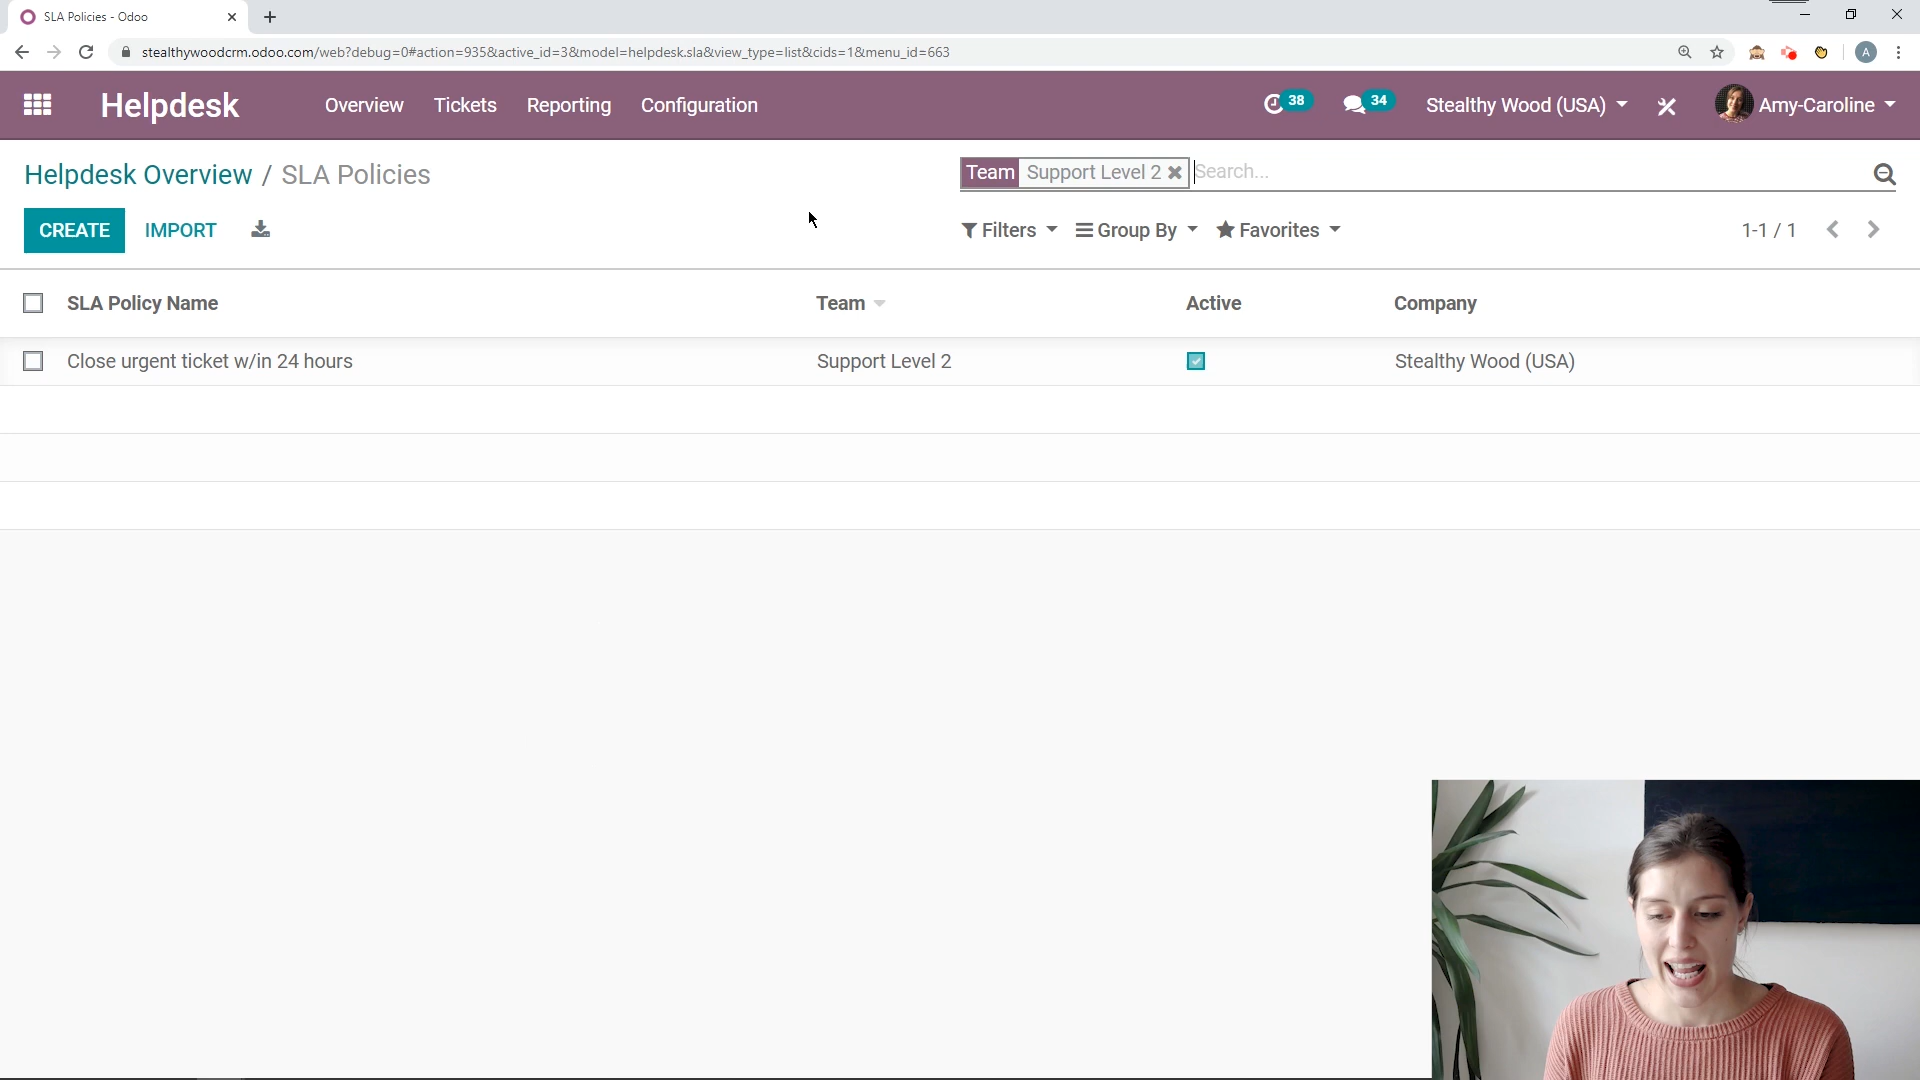 SLA Policies - Odoo
stealthywoodcrm.odoo.com/web?debug=0#action=935&active_id=3&model=helpdesk.sla&view_type=list&cids=1&menu_id=663
A
Helpdesk Overview Tickets Reporting Configuration 38 34 Stealthy Wood (USA) Amy-Caroline
Helpdesk Overview / SLA Policies
Team Support Level 2 Search...
CREATE IMPORT Filters Group By Favorites 1-1 / 1
SLA Policy Name Team Active Company
Close urgent ticket w/in 24 hours Support Level 2 Stealthy Wood (USA)